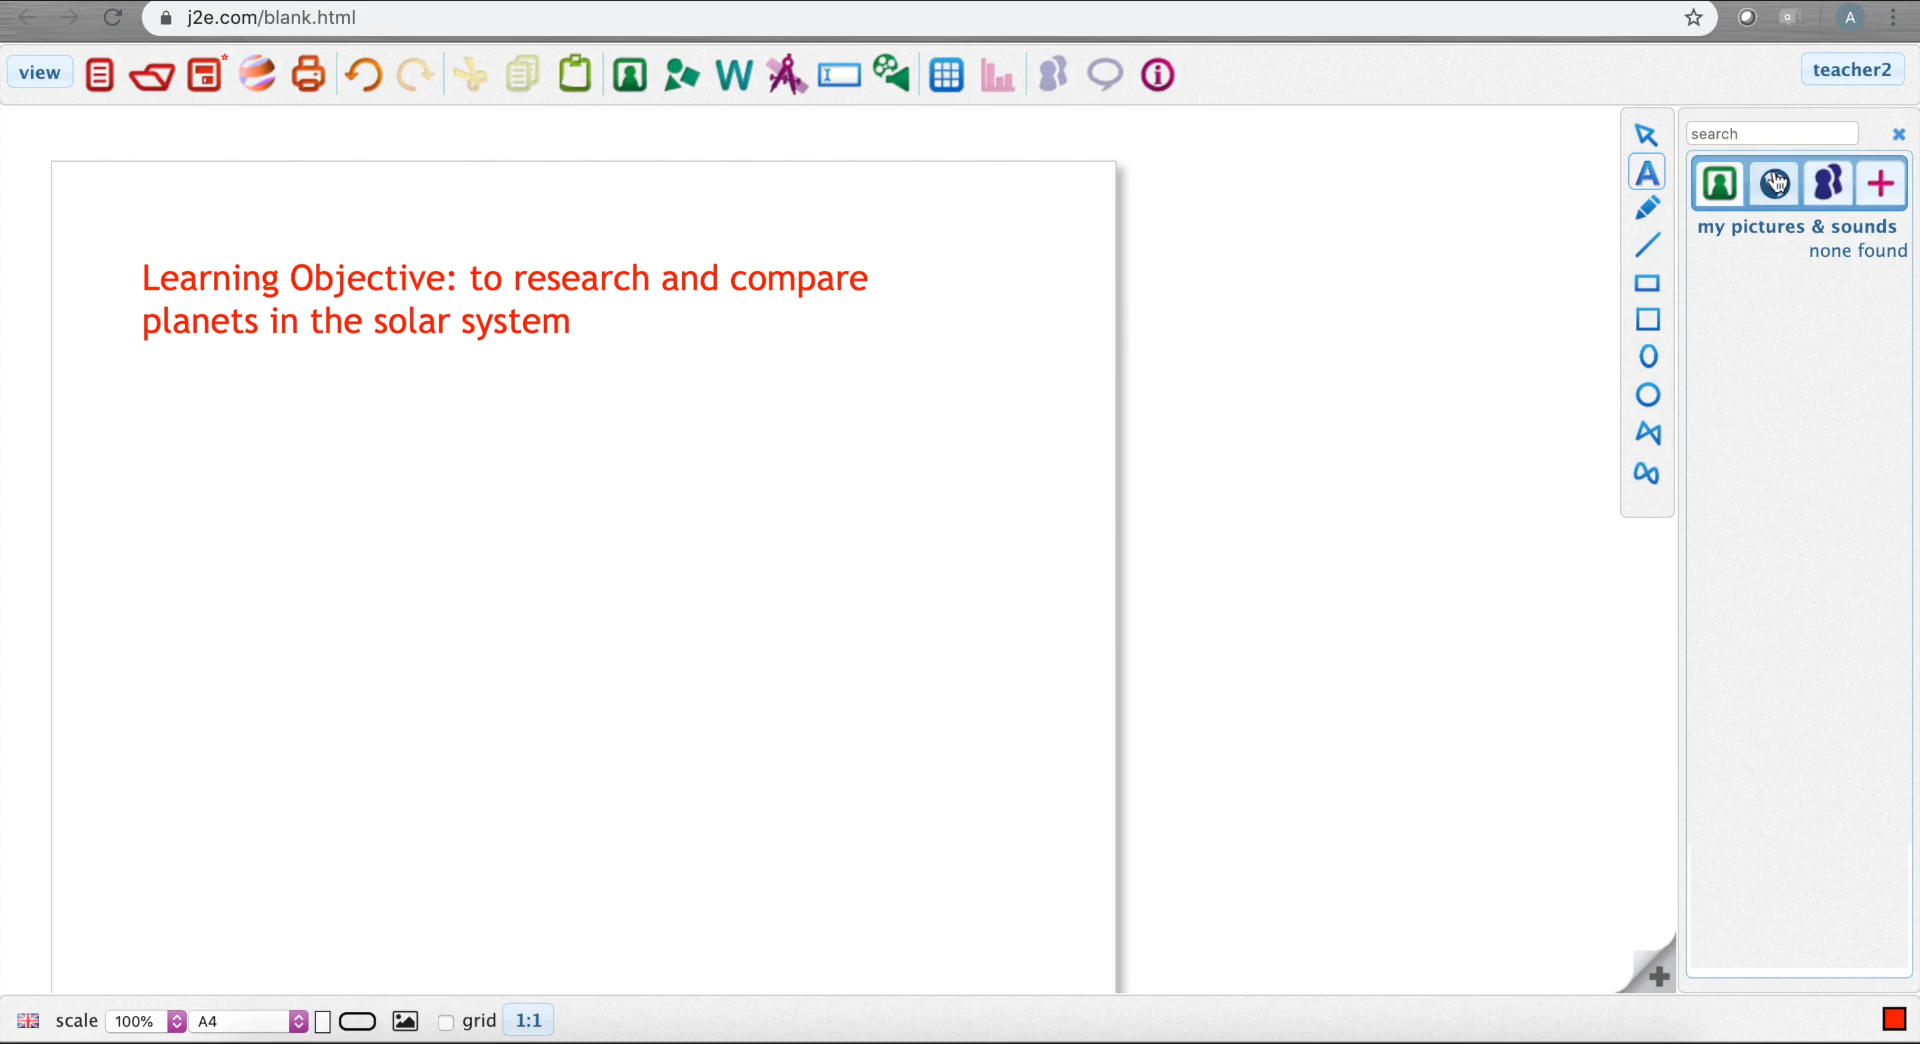 j2e.com/blank.html
A
view
W
teacher2
search
A
my pictures & sounds
none found
Learning Objective: to research and compare
planets in the solar system
scale 100% A4 grid 1:1